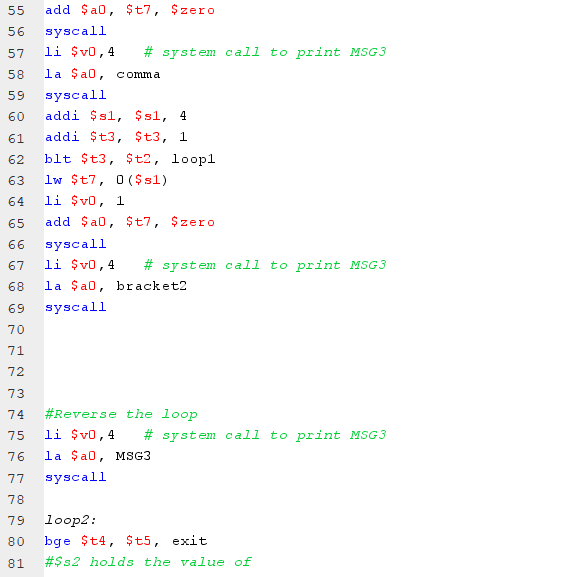 55 add $a0, $t7, $zero
56 syscall
57 li $v0,4 # system call to print MSG3
58 la $a0, comma
59 syscall
60 addi $s1, $s1, 4
61 addi $t3, $t3, 1
62 blt $t3, $t2, loop1
63 lw $t7, 0($s1)
64 li $v0, 1
65 add $a0, $t7, $zero
66 syscall
67 li $v0,4 # system call to print MSG3
68 la $a0, bracket2
69 syscall
70
71
72
73
74 #Reverse the loop
75 li $v0,4 # system call to print MSG3
76 la $a0, MSG3
77 syscall
78
79 loop2:
80 bge $t4, $t5, exit
81 #$s2 holds the value of